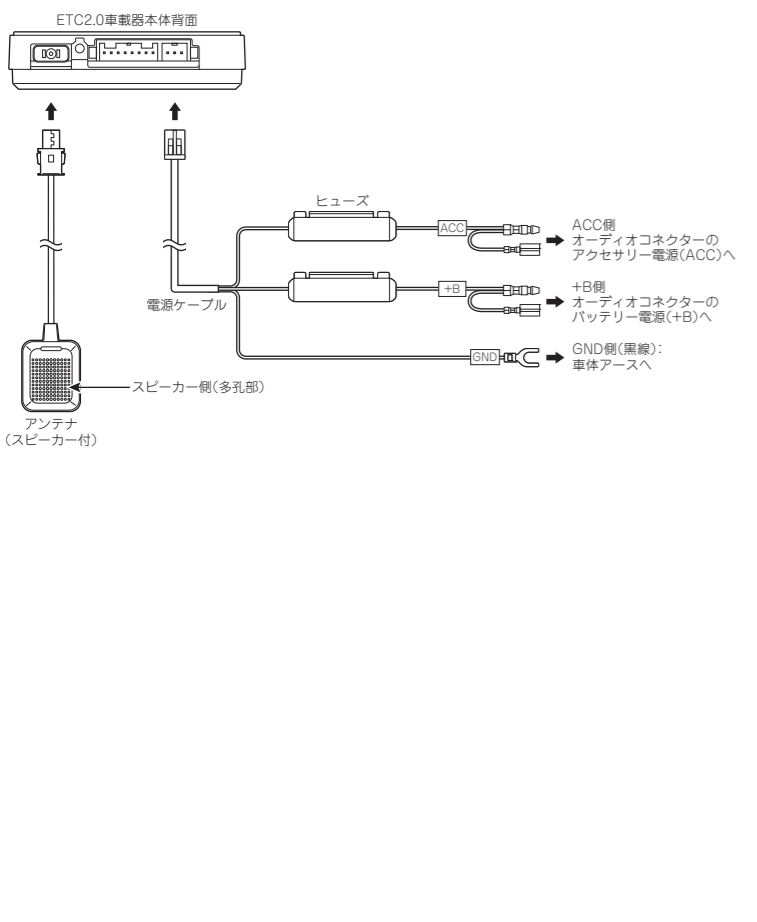 ETC2.0車載器本体背面
ヒューズ
ACC
ACC側
オーディオコネクターの
アクセサリー電源(ACC)へ
電源ケーブル
+B
+B側
オーディオコネクターの
バッテリー電源(+B)へ
GND
GND側(黒線):
車体アースへ
スピーカー側(多孔部)
アンテナ
(スピーカー付)